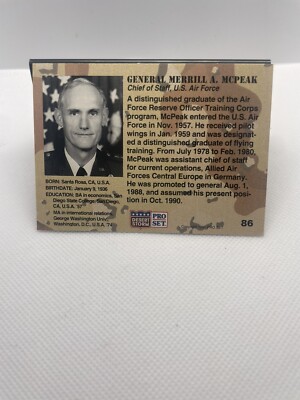 GENERAL MERRILL A. MCPEAK
Chief of Staff, U.S. Air Force
A distinguished graduate of the Air
Force Reserve Officer Training Corps
program, McPeak entered the U.S. Air
Force in Nov. 1957. He received pilot
wings in Jan. 1959 and was designat-
ed a distinguished graduate of flying
training. From July 1978 to Feb. 1980,
McPeak was assistant chief of staff
for current operations, Allied Air
Forces Central Europe in Germany.
He was promoted to general Aug. 1,
1988, and assumed his present posi-
tion in Oct. 1990.
BORN: Santa Rosa, CA, U.S.A.
BIRTHDATE: January 9, 1936
EDUCATION: BA in economics, San
Diego State College, San Diego,
CA, U.S.A. '57
MA in international relations,
George Washington Univ.,
Washington, D.C., U.S.A. '74
DESERT
STORM
PRO
SET
86